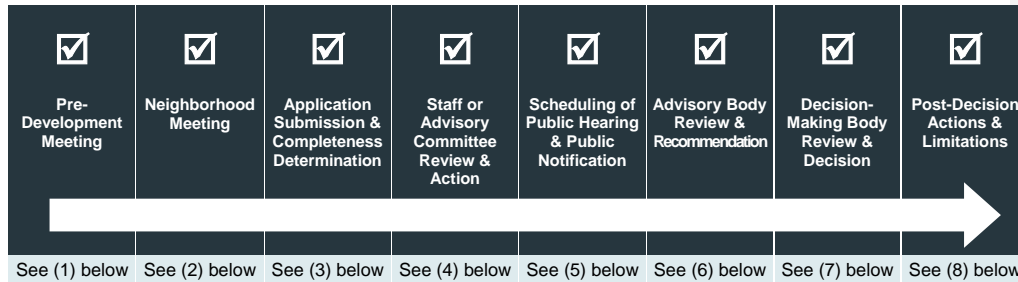 Pre-
Development
Meeting
Neighborhood
Meeting
Application
Submission &
Completeness
Determination
Staff or
Advisory
Committee
Review &
Action
Scheduling of
Public Hearing
& Public
Notification
Advisory Body
Review &
Recommendation
Decision-
Making Body
Review &
Decision
Post-Decision
Actions &
Limitations
See (1) below
See (2) below
See (3) below
See (4) below
See (5) below
See (6) below
See (7) below
See (8) below